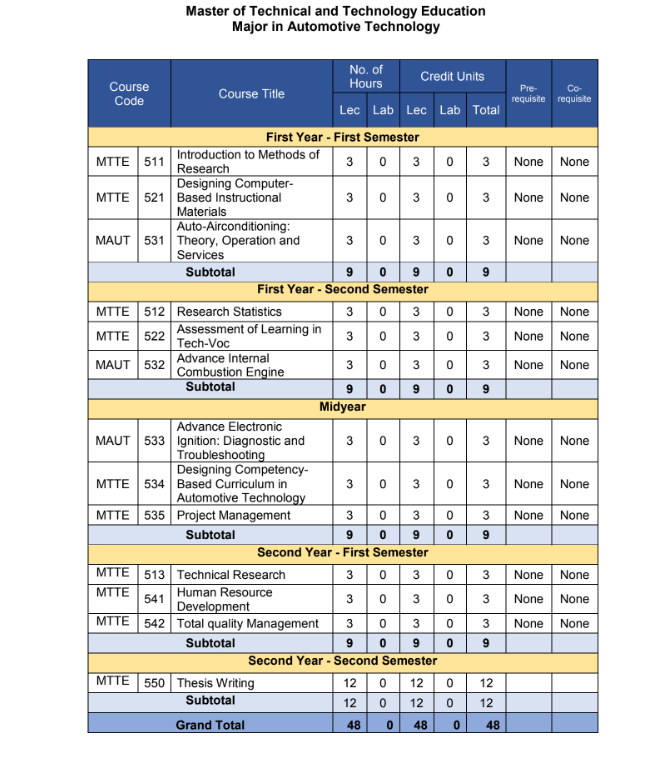 Master of Technical and Technology Education
Major in Automotive Technology
Course Code Course Title No. of Hours Credit Units Pre-requisite Co-requisite
Lec Lab Lec Lab Total
First Year - First Semester
MTTE 511 Introduction to Methods of Research 3 0 3 0 3 None None
MTTE 521 Designing Computer-Based Instructional Materials 3 0 3 0 3 None None
MAUT 531 Auto-Airconditioning: Theory, Operation and Services 3 0 3 0 3 None None
Subtotal 9 0 9 0 9
First Year - Second Semester
MTTE 512 Research Statistics 3 0 3 0 3 None None
MTTE 522 Assessment of Learning in Tech-Voc 3 0 3 0 3 None None
MAUT 532 Advance Internal Combustion Engine 3 0 3 0 3 None None
Subtotal 9 0 9 0 9
Midyear
MAUT 533 Advance Electronic Ignition: Diagnostic and Troubleshooting 3 0 3 0 3 None None
MTTE 534 Designing Competency-Based Curriculum in Automotive Technology 3 0 3 0 3 None None
MTTE 535 Project Management 3 0 3 0 3 None None
Subtotal 9 0 9 0 9
Second Year - First Semester
MTTE 513 Technical Research 3 0 3 0 3 None None
MTTE 541 Human Resource Development 3 0 3 0 3 None None
MTTE 542 Total quality Management 3 0 3 0 3 None None
Subtotal 9 0 9 0 9
Second Year - Second Semester
MTTE 550 Thesis Writing 12 0 12 0 12
Subtotal 12 0 12 0 12
Grand Total 48 0 48 0 48